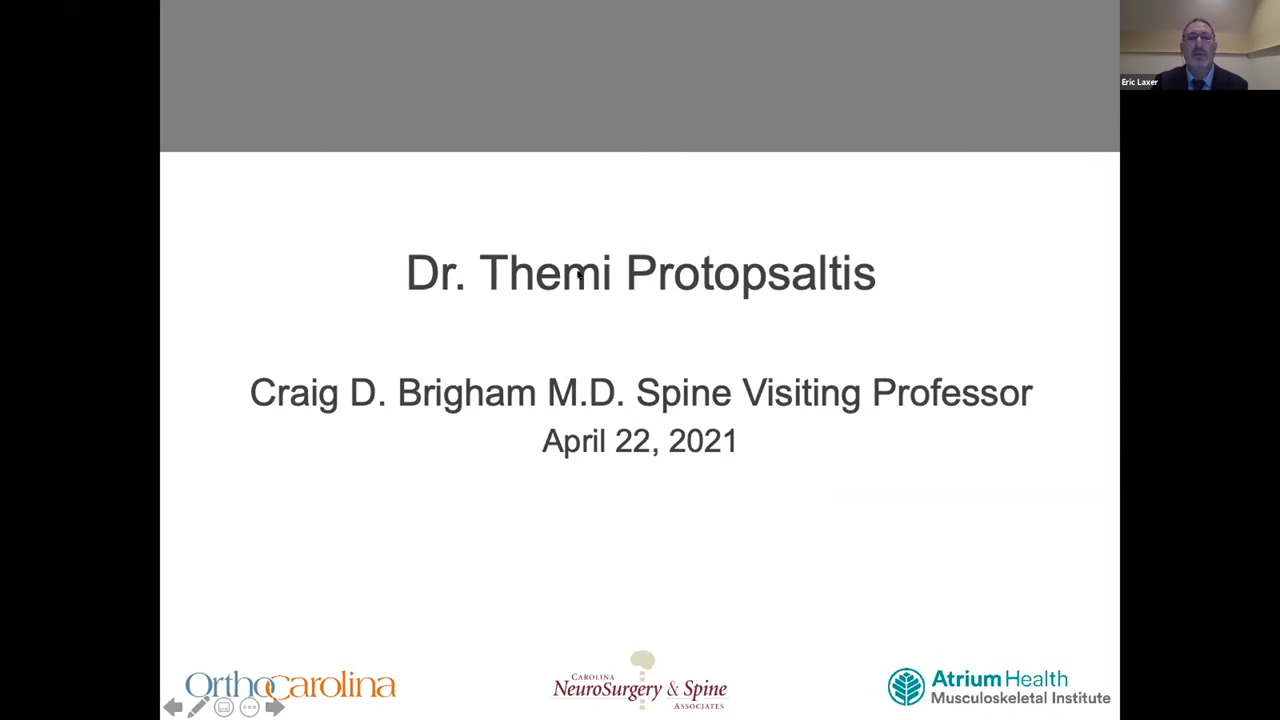 Eric Laxer
Dr. Themi Protopsaltis
Craig D. Brigham M.D. Spine Visiting Professor
April 22, 2021
OrthoCarolina
CAROLINA
NEUROSURGERY & SPINE
ASSOCIATES
Atrium Health
Musculoskeletal Institute